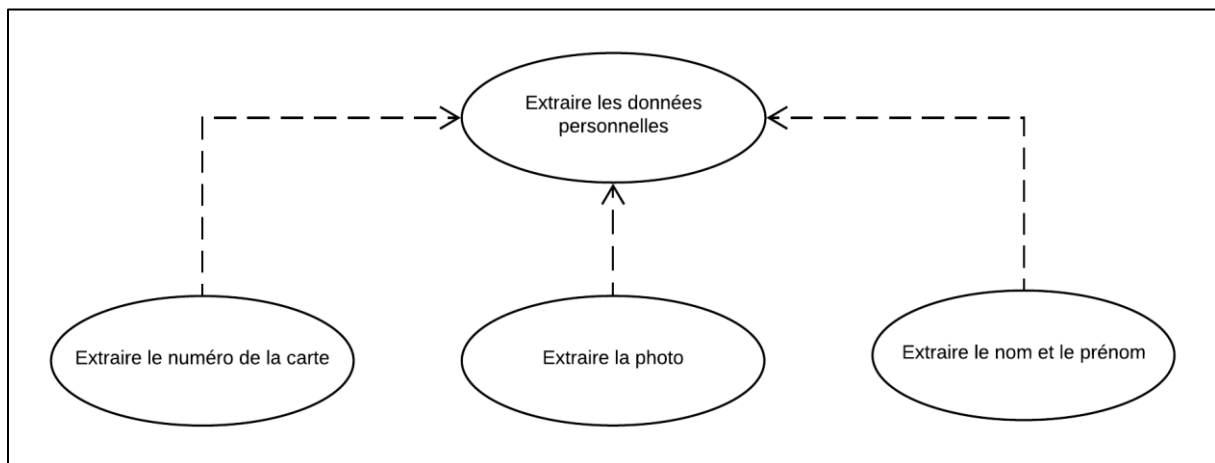 Extraire les données
personnelles
Extraire le numéro de la carte
Extraire la photo
Extraire le nom et le prénom